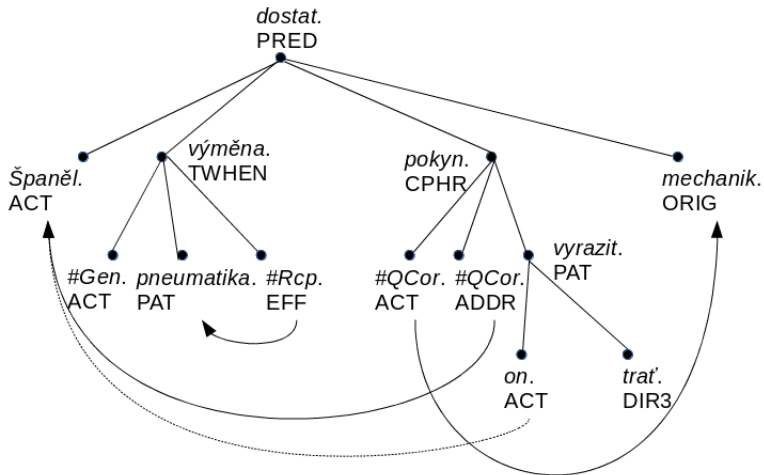 dostat.
PRED
Španěl.
ACT
výměna.
TWHEN
pokyn.
CPHR
mechanik.
ORIG
#Gen.
ACT
pneumatika.
PAT
#Rcp.
EFF
#QCor.
ACT
#QCor.
ADDR
vyrazit.
PAT
on.
ACT
trať.
DIR3